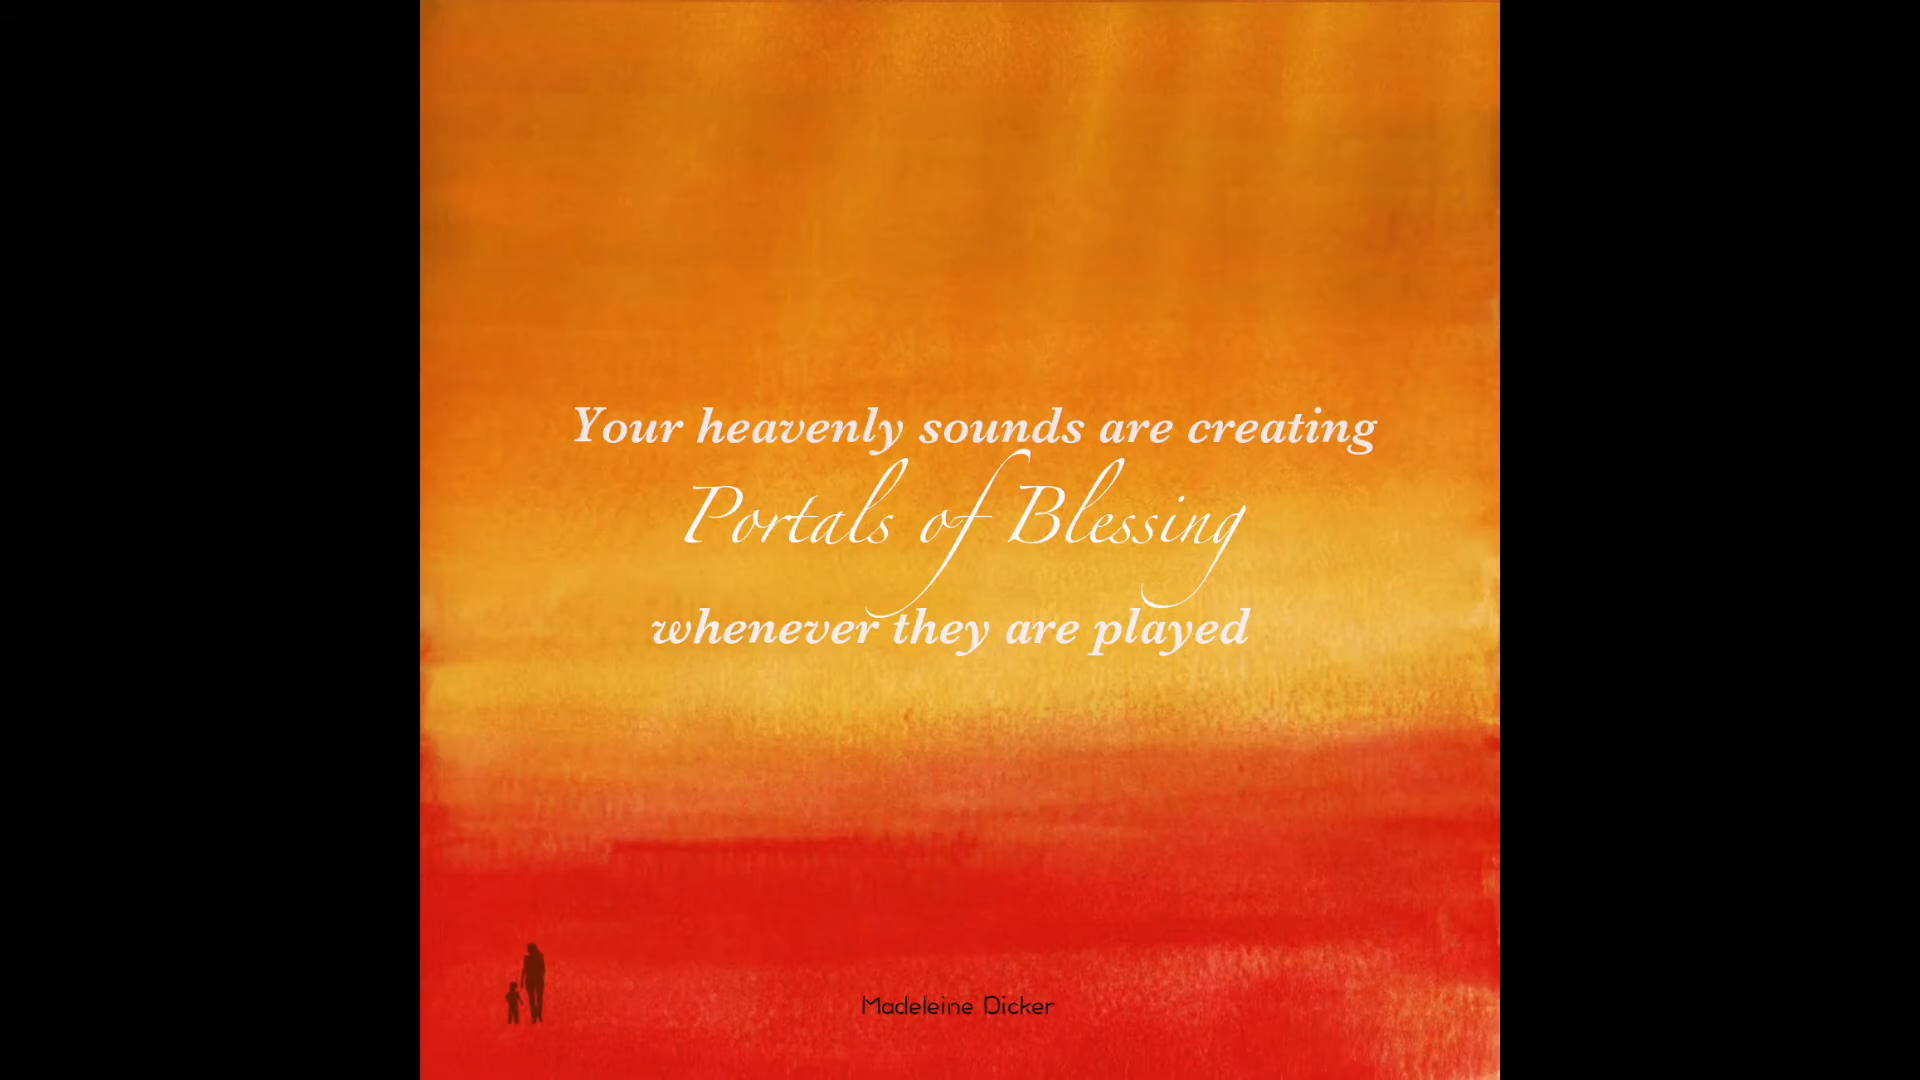 Your heavenly sounds are creating
Portals of Blessing
whenever they are played
Madeleine Dicker